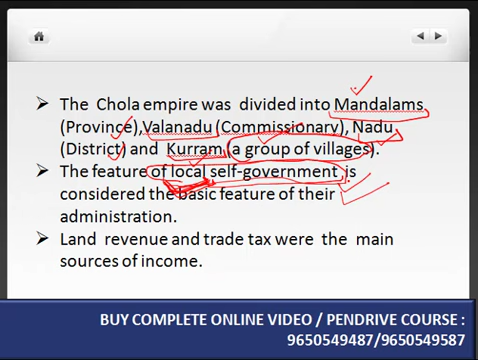 The Chola empire was divided into Mandalams
(Province),Valanadu (Commissionary), Nadu
(District) and Kurram (a group of villages).
The feature of local self-government is
considered the basic feature of their
administration.
Land revenue and trade tax were the main
sources of income.
BUY COMPLETE ONLINE VIDEO / PENDRIVE COURSE :
9650549487/9650549587